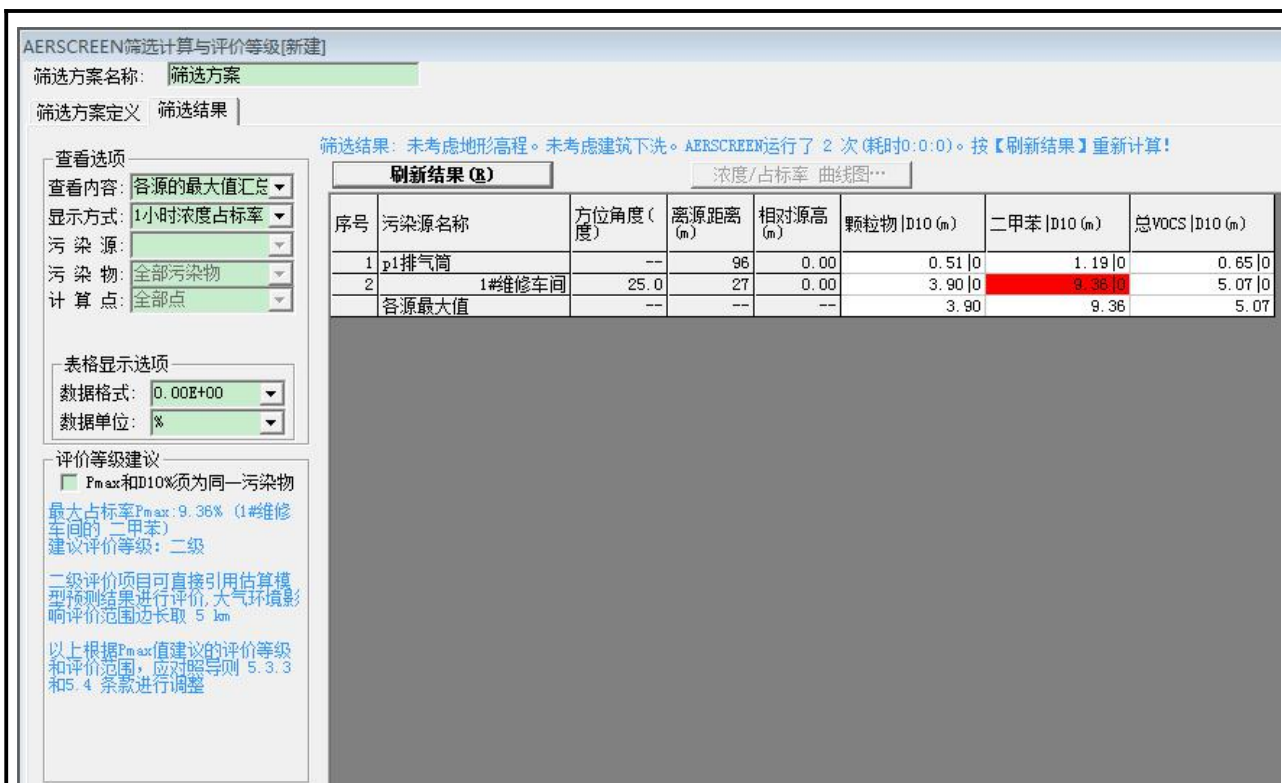 AERSCREEN筛选计算与评价等级[新建]
筛选方案名称: 筛选方案
筛选方案定义 筛选结果
筛选结果: 未考虑地形高程。未考虑建筑下洗。AERSCREEN运行了 2 次(耗时0:0:0)。按【刷新结果】重新计算!
刷新结果(R) 浓度/占标率 曲线图…
查看选项
查看内容: 各源的最大值汇总
显示方式: 1小时浓度占标率
污 染 源:
污 染 物: 全部污染物
计 算 点: 全部点
序号 污染源名称 方位角度(度) 离源距离(m) 相对源高(m) 颗粒物|D10(m) 二甲苯|D10(m) 总VOCS|D10(m)
1 p1排气筒 -- 96 0.00 0.51|0 1.19|0 0.65|0
2 1#维修车间 25.0 27 0.00 3.90|0 9.36|0 5.07|0
各源最大值 -- -- -- 3.90 9.36 5.07
表格显示选项
数据格式: 0.00E+00
数据单位: %
评价等级建议
Pmax和D10%须为同一污染物
最大占标率Pmax:9.36% (1#维修
车间的 二甲苯)
建议评价等级: 二级
二级评价项目可直接引用估算模
型预测结果进行评价,大气环境影
响评价范围边长取 5 km
以上根据Pmax值建议的评价等级
和评价范围, 应对照导则 5.3.3
和5.4 条款进行调整